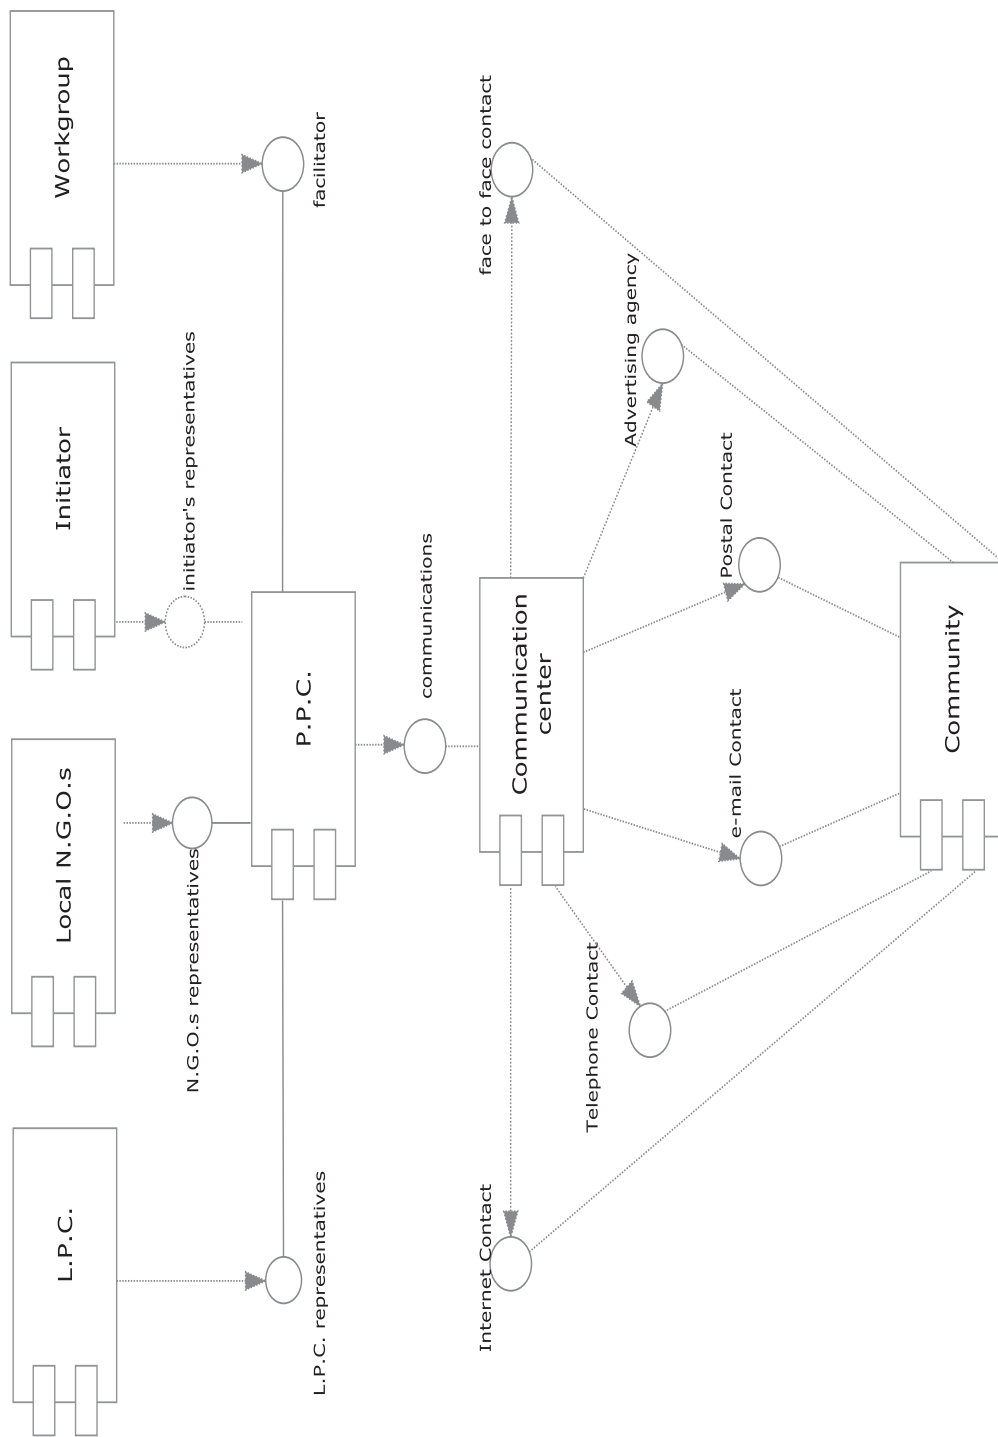 L.P.C.
Local N.G.O.s
Initiator
Workgroup
L.P.C. representatives
N.G.O.s representatives
initiator's representatives
facilitator
P.P.C.
communications
Communication
center
Internet Contact
Telephone Contact
e-mail Contact
Postal Contact
Advertising agency
face to face contact
Community